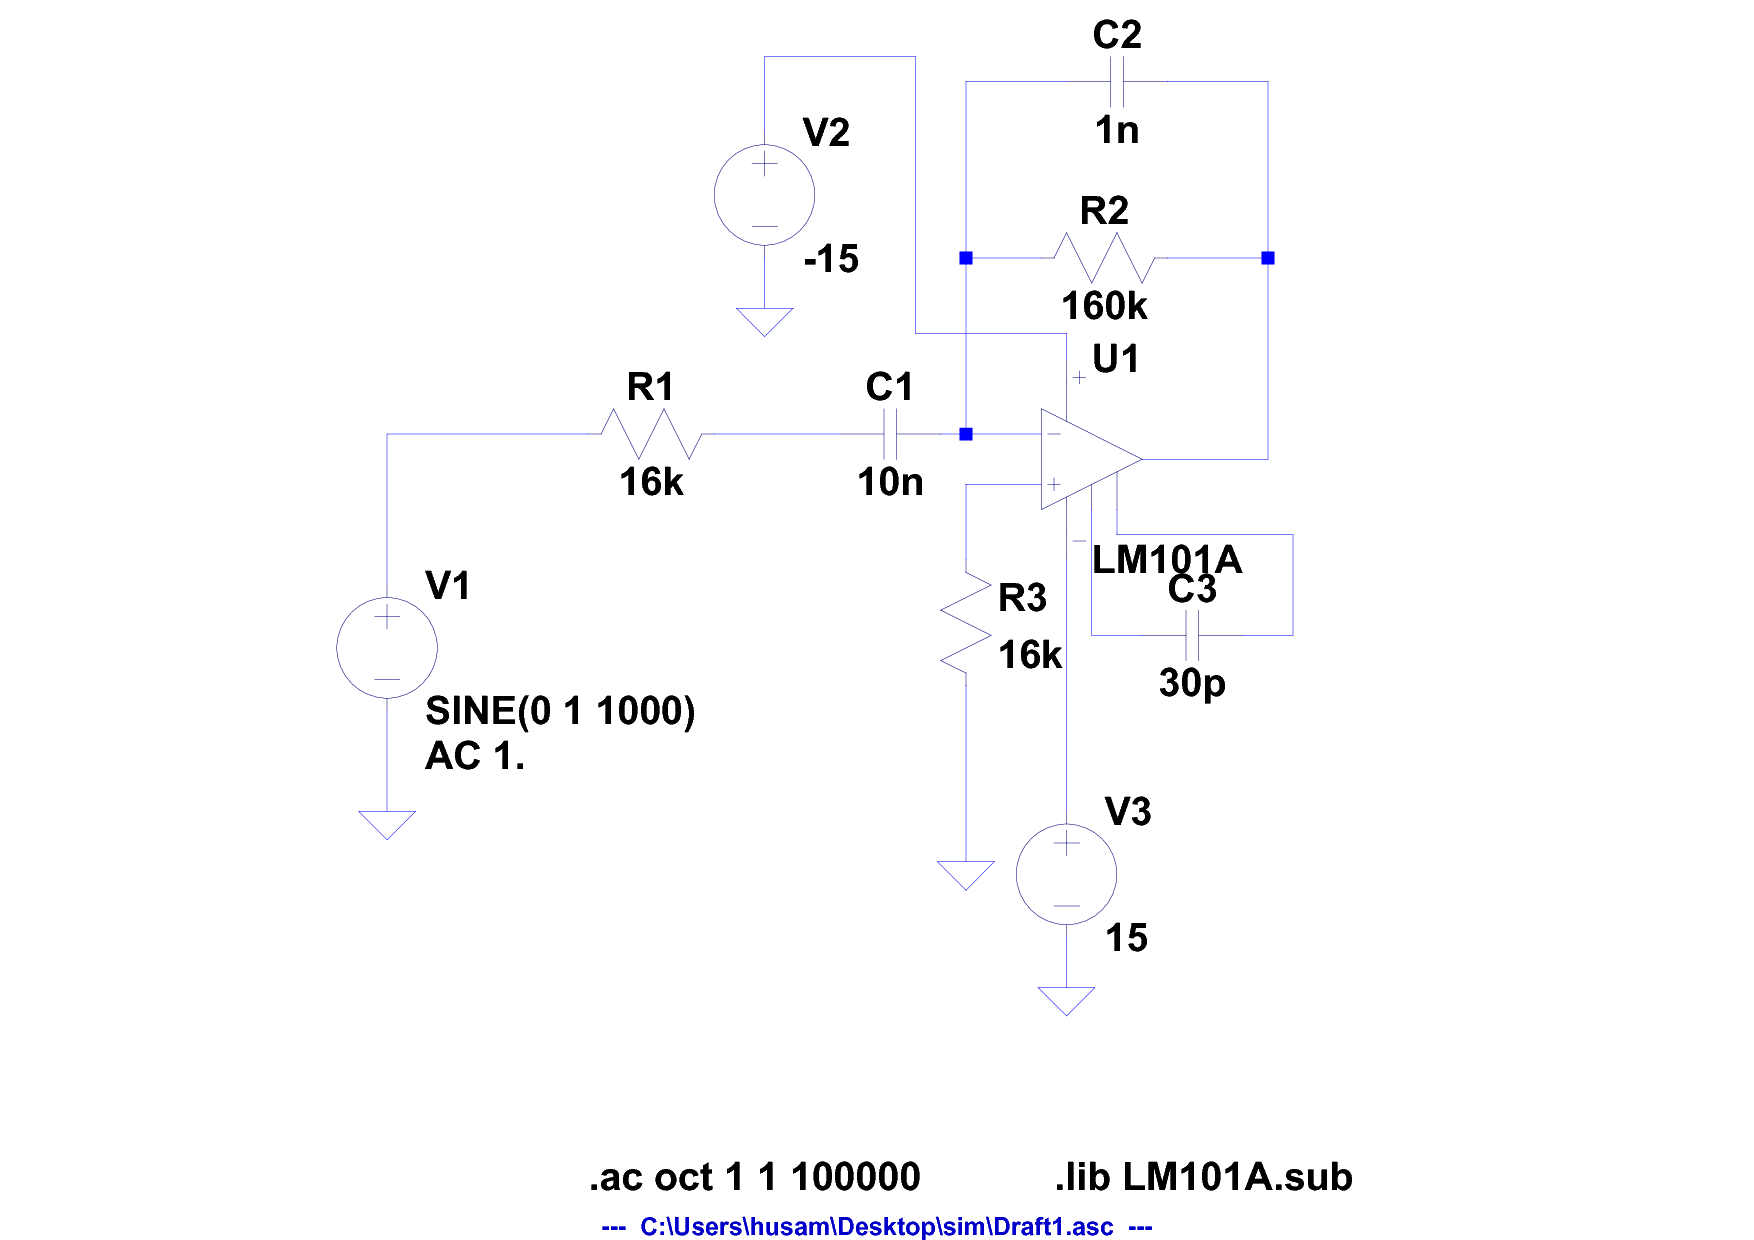 C2
1n
V2
-15
R2
160k
U1
R1
16k
C1
10n
LM101A
C3
30p
R3
16k
V1
SINE(0 1 1000)
AC 1.
V3
15
.ac oct 1 1 100000
.lib LM101A.sub
--- C:\Users\husam\Desktop\sim\Draft1.asc ---